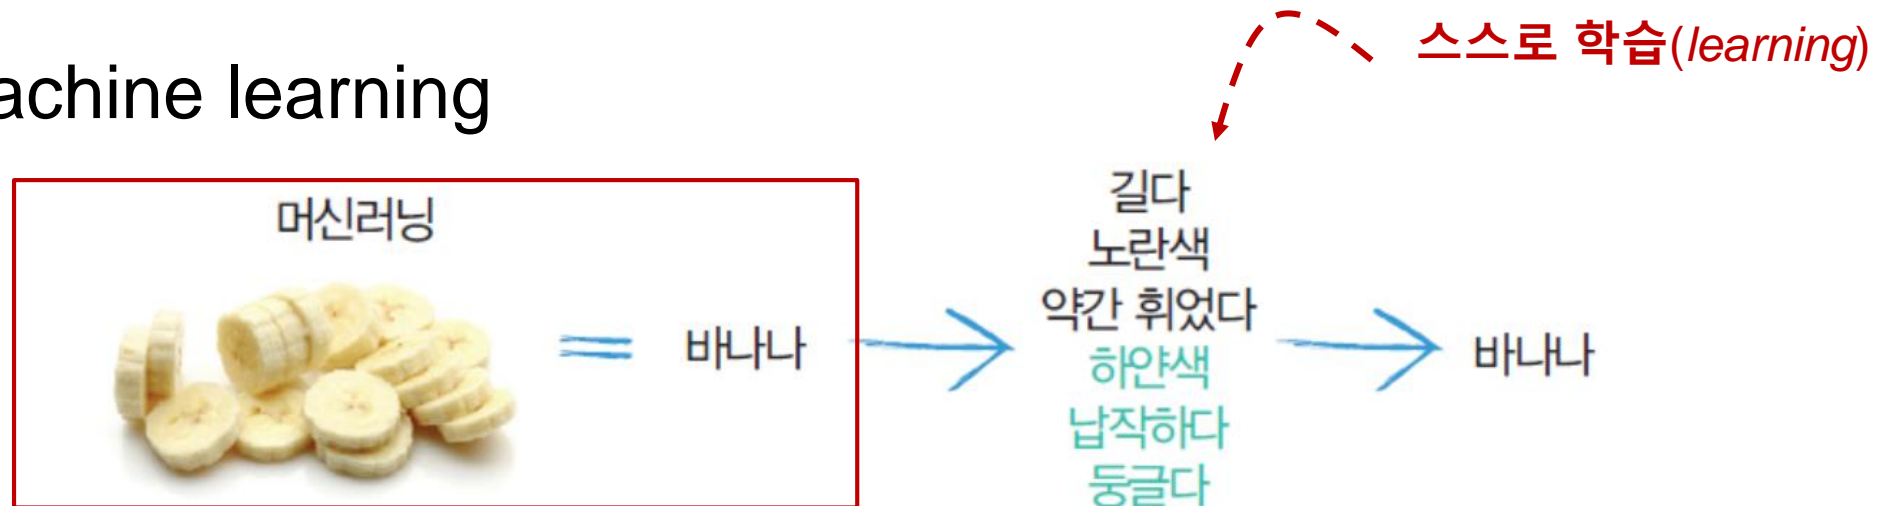 achine learning
스스로 학습(learning)
머신러닝
= 바나나
길다
노란색
약간 휘었다
하얀색
납작하다
둥글다
바나나